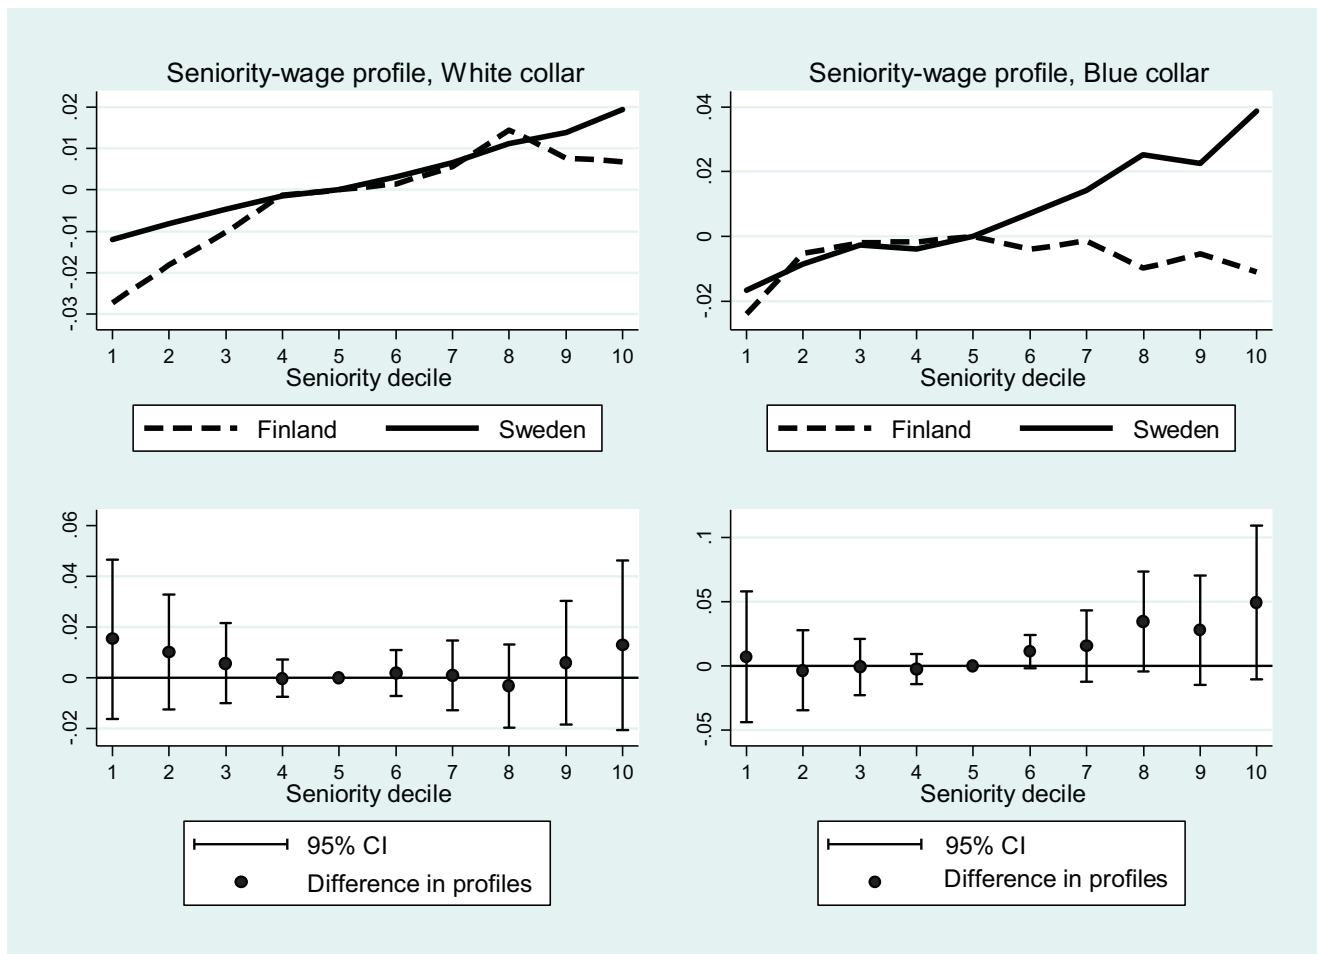 Seniority-wage profile, White collar
.02
.01
0
-.01
-.02
-.03
1 2 3 4 5 6 7 8 9 10
Seniority decile
Finland Sweden
Seniority-wage profile, Blue collar
.04
.02
0
-.02
1 2 3 4 5 6 7 8 9 10
Seniority decile
Finland Sweden
.06
.04
.02
0
-.02
1 2 3 4 5 6 7 8 9 10
Seniority decile
95% CI
Difference in profiles
.1
.05
0
-.05
1 2 3 4 5 6 7 8 9 10
Seniority decile
95% CI
Difference in profiles